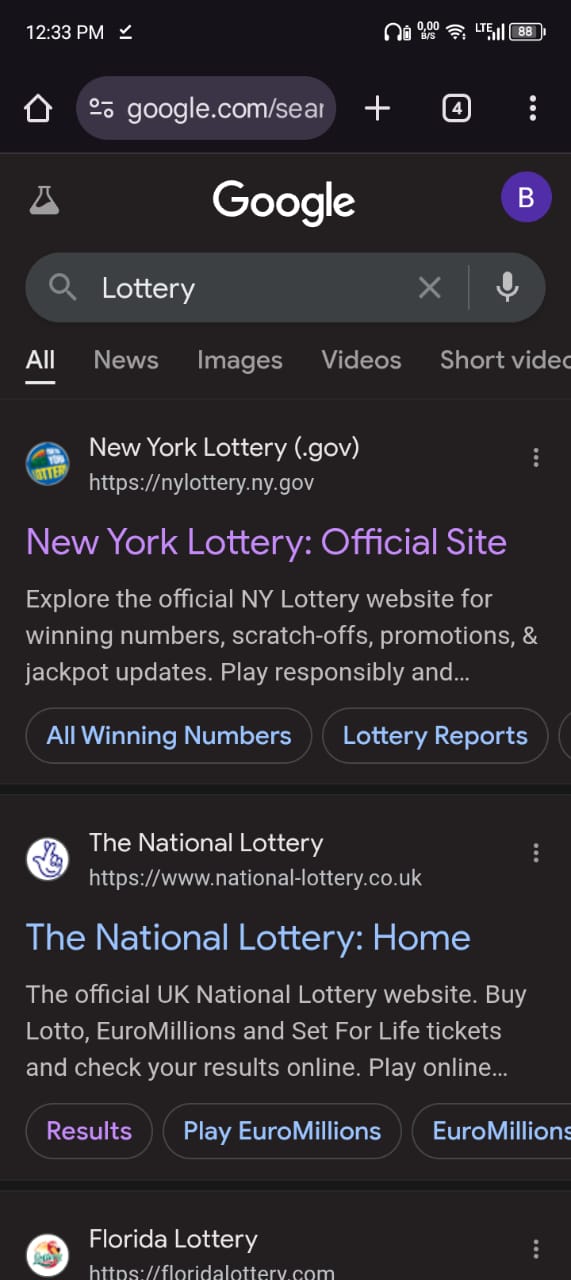 12:33 PM
0,00 B/S LTE 88
google.com/sear
4
Google
B
Lottery
All News Images Videos Short video
New York Lottery (.gov)
https://nylottery.ny.gov
New York Lottery: Official Site
Explore the official NY Lottery website for
winning numbers, scratch-offs, promotions, &
jackpot updates. Play responsibly and...
All Winning Numbers Lottery Reports
The National Lottery
https://www.national-lottery.co.uk
The National Lottery: Home
The official UK National Lottery website. Buy
Lotto, EuroMillions and Set For Life tickets
and check your results online. Play online...
Results Play EuroMillions EuroMillions
Florida Lottery
https://floridalottery.com